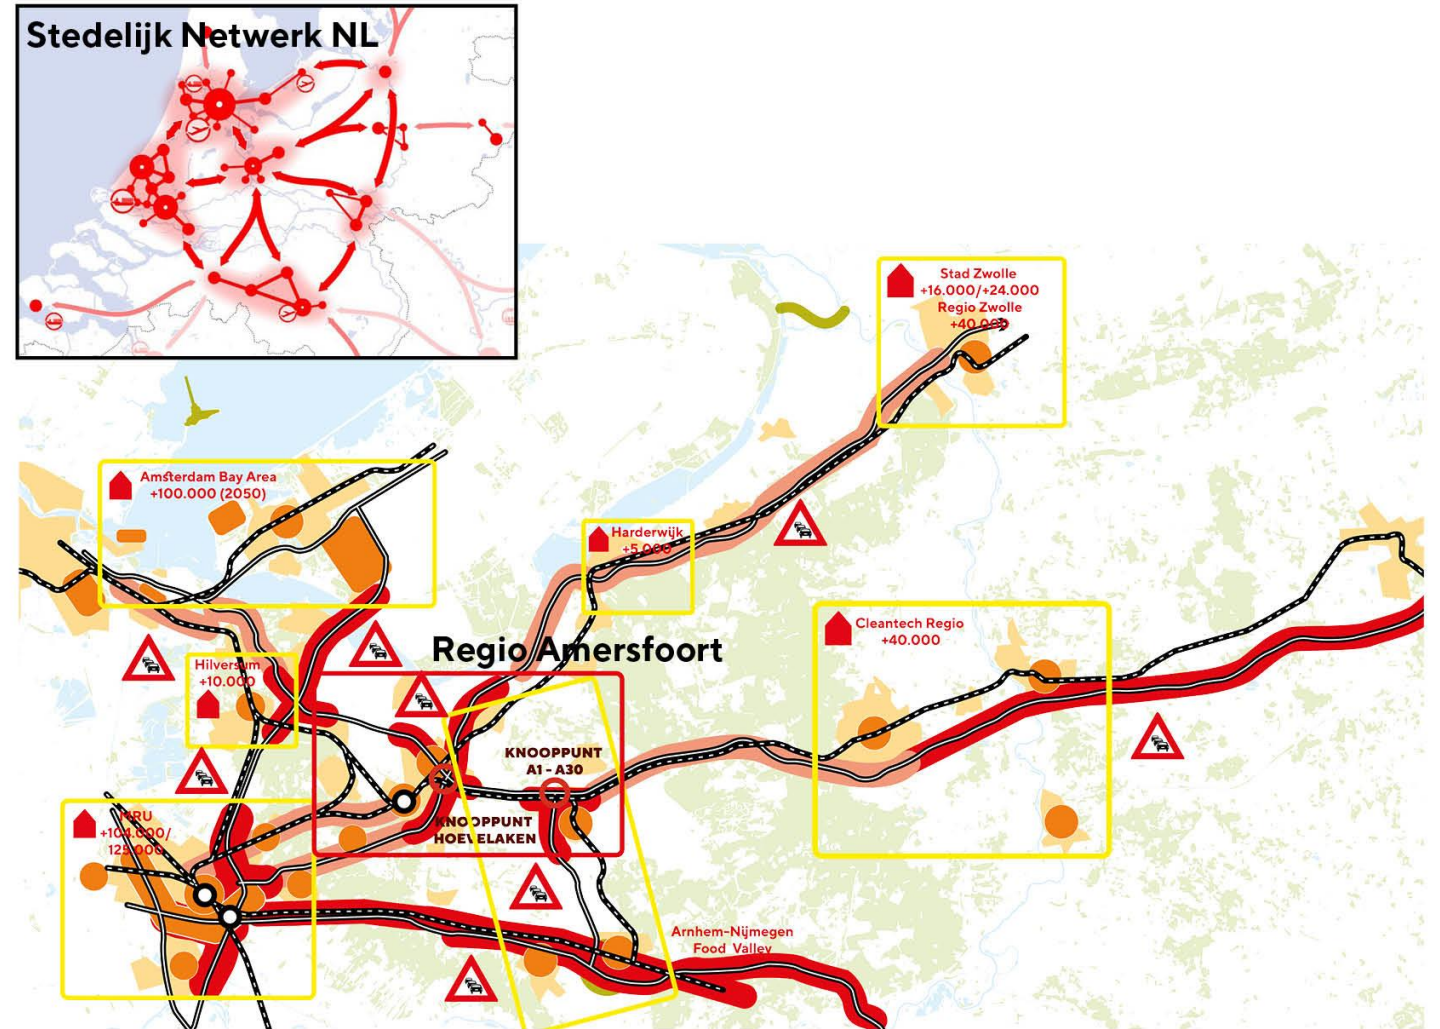 Stedelijk Netwerk NL
Stad Zwolle
+16.000/+24.000
Regio Zwolle
+40.000
Amsterdam Bay Area
+100.000 (2050)
Harderwijk
+5.000
Cleantech Regio
+40.000
Regio Amersfoort
Hilversum
+10.000
KNOOPPUNT
A1 - A30
MRU
+104.000/
125.000
KNOOPPUNT
HOEVELAKEN
Arnhem-Nijmegen
Food Valley